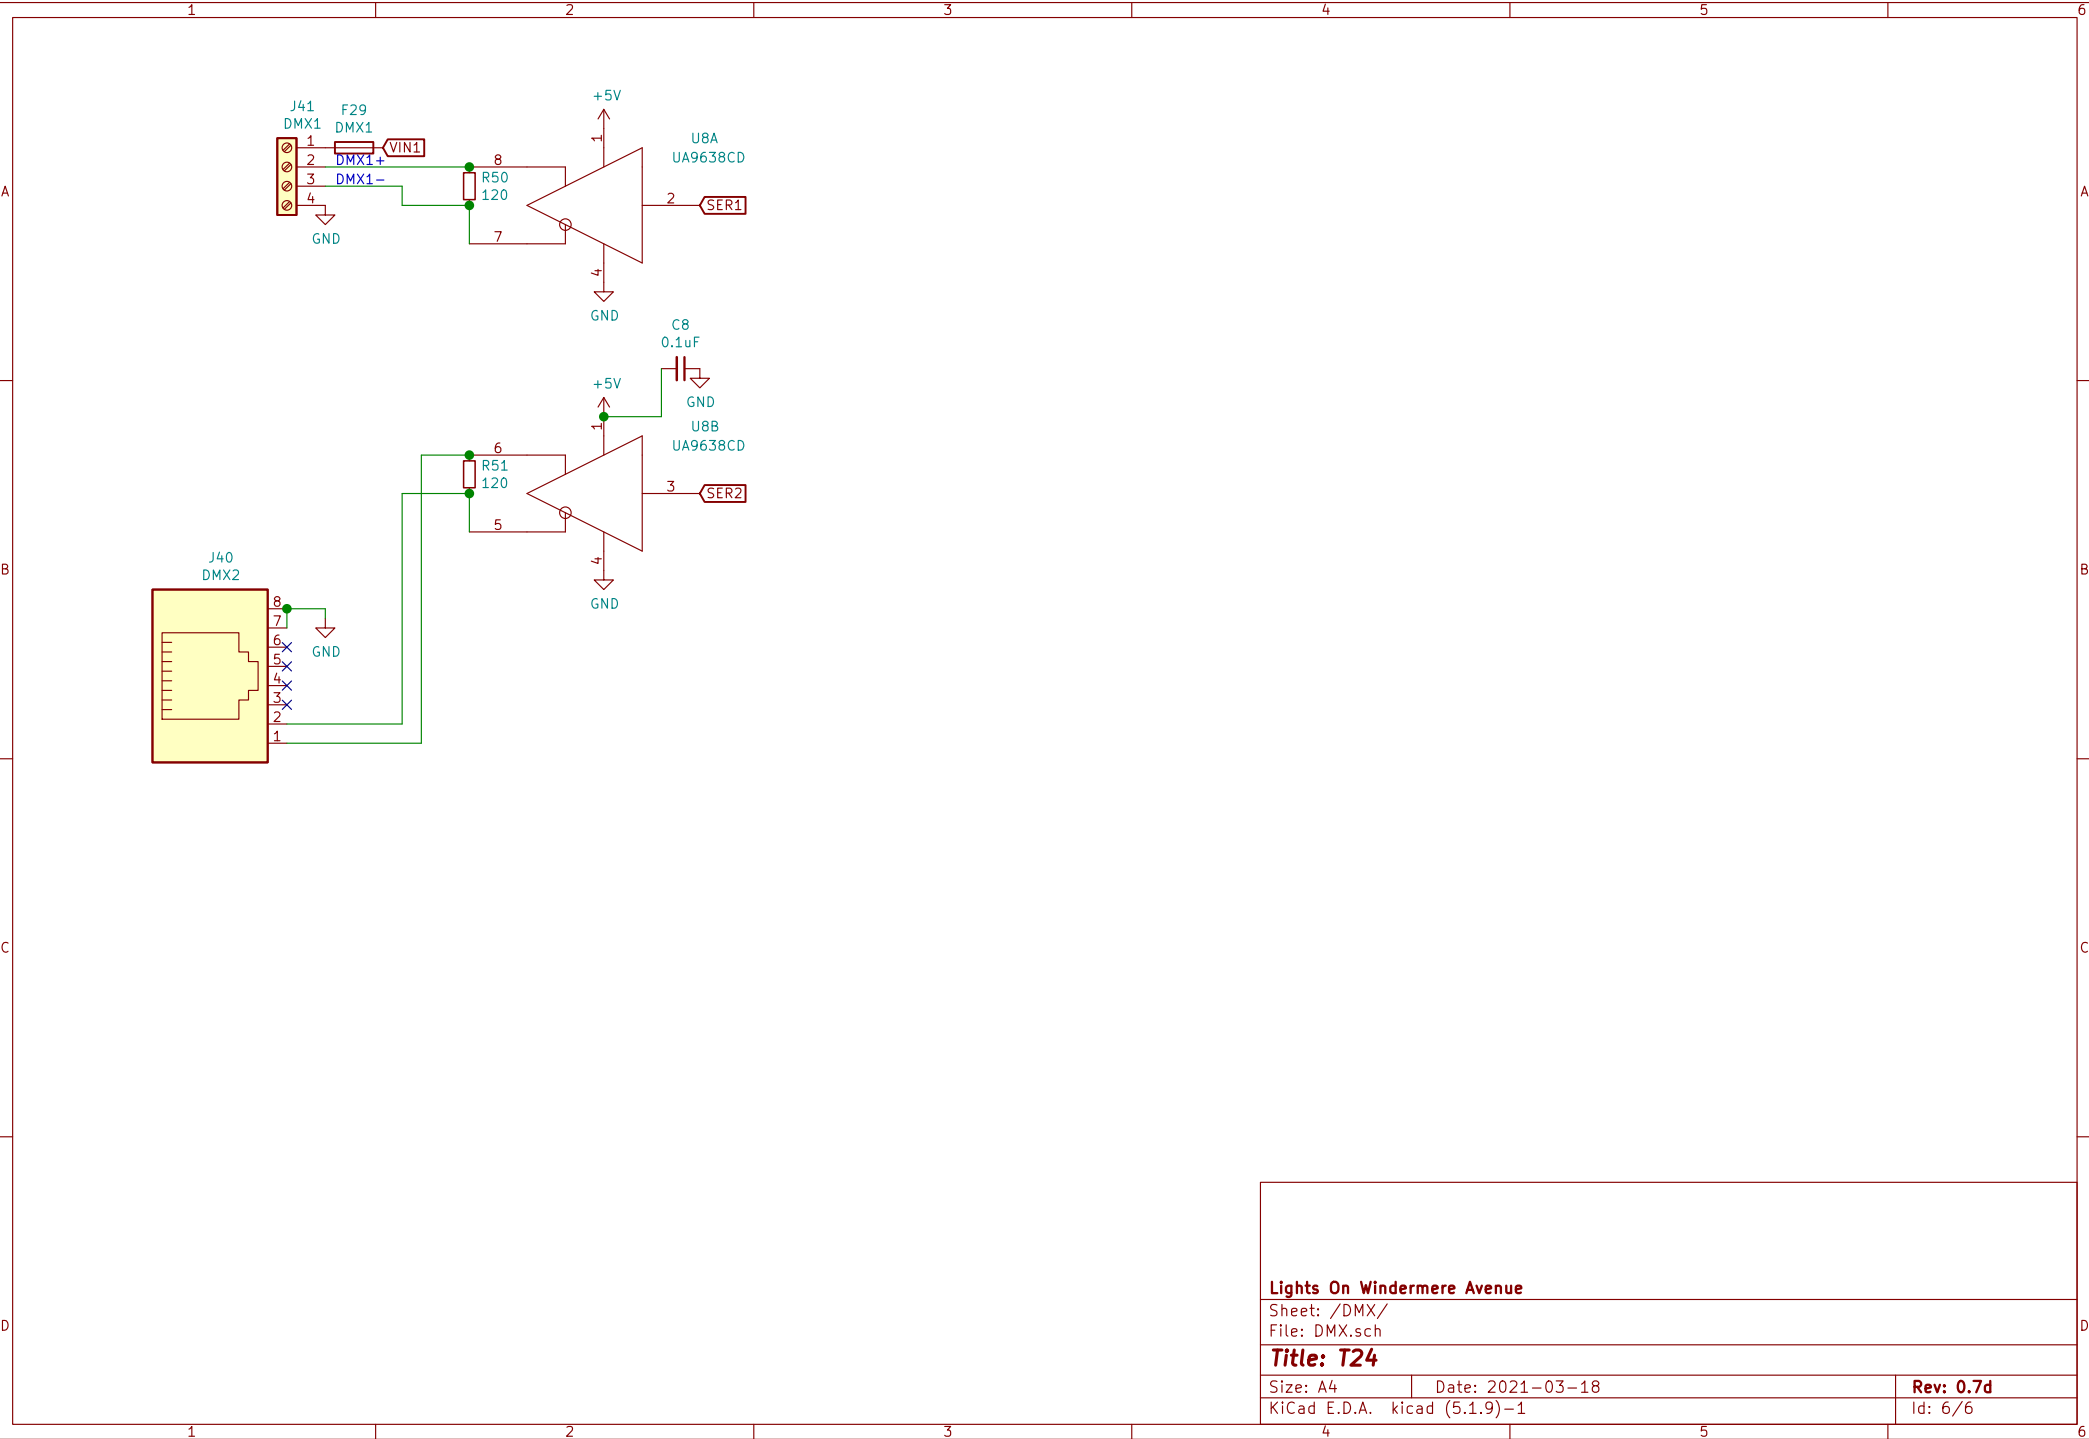 1 2 3 4 5 6
J41
DMX1
F29
DMX1
1
VIN1
2
DMX1+
3
DMX1-
4
GND
+5V
1
U8A
UA9638CD
8
R50
120
7
2
SER1
4
GND
A A
C8
0.1uF
GND
+5V
1
U8B
UA9638CD
6
R51
120
5
3
SER2
4
GND
J40
DMX2
B B
8
7
6
5
4
3
2
1
GND
C C
Lights On Windermere Avenue
Sheet: /DMX/
File: DMX.sch
D D
Title: T24
Size: A4 Date: 2021-03-18 Rev: 0.7d
KiCad E.D.A. kicad (5.1.9)-1 Id: 6/6
1 2 3 4 5 6